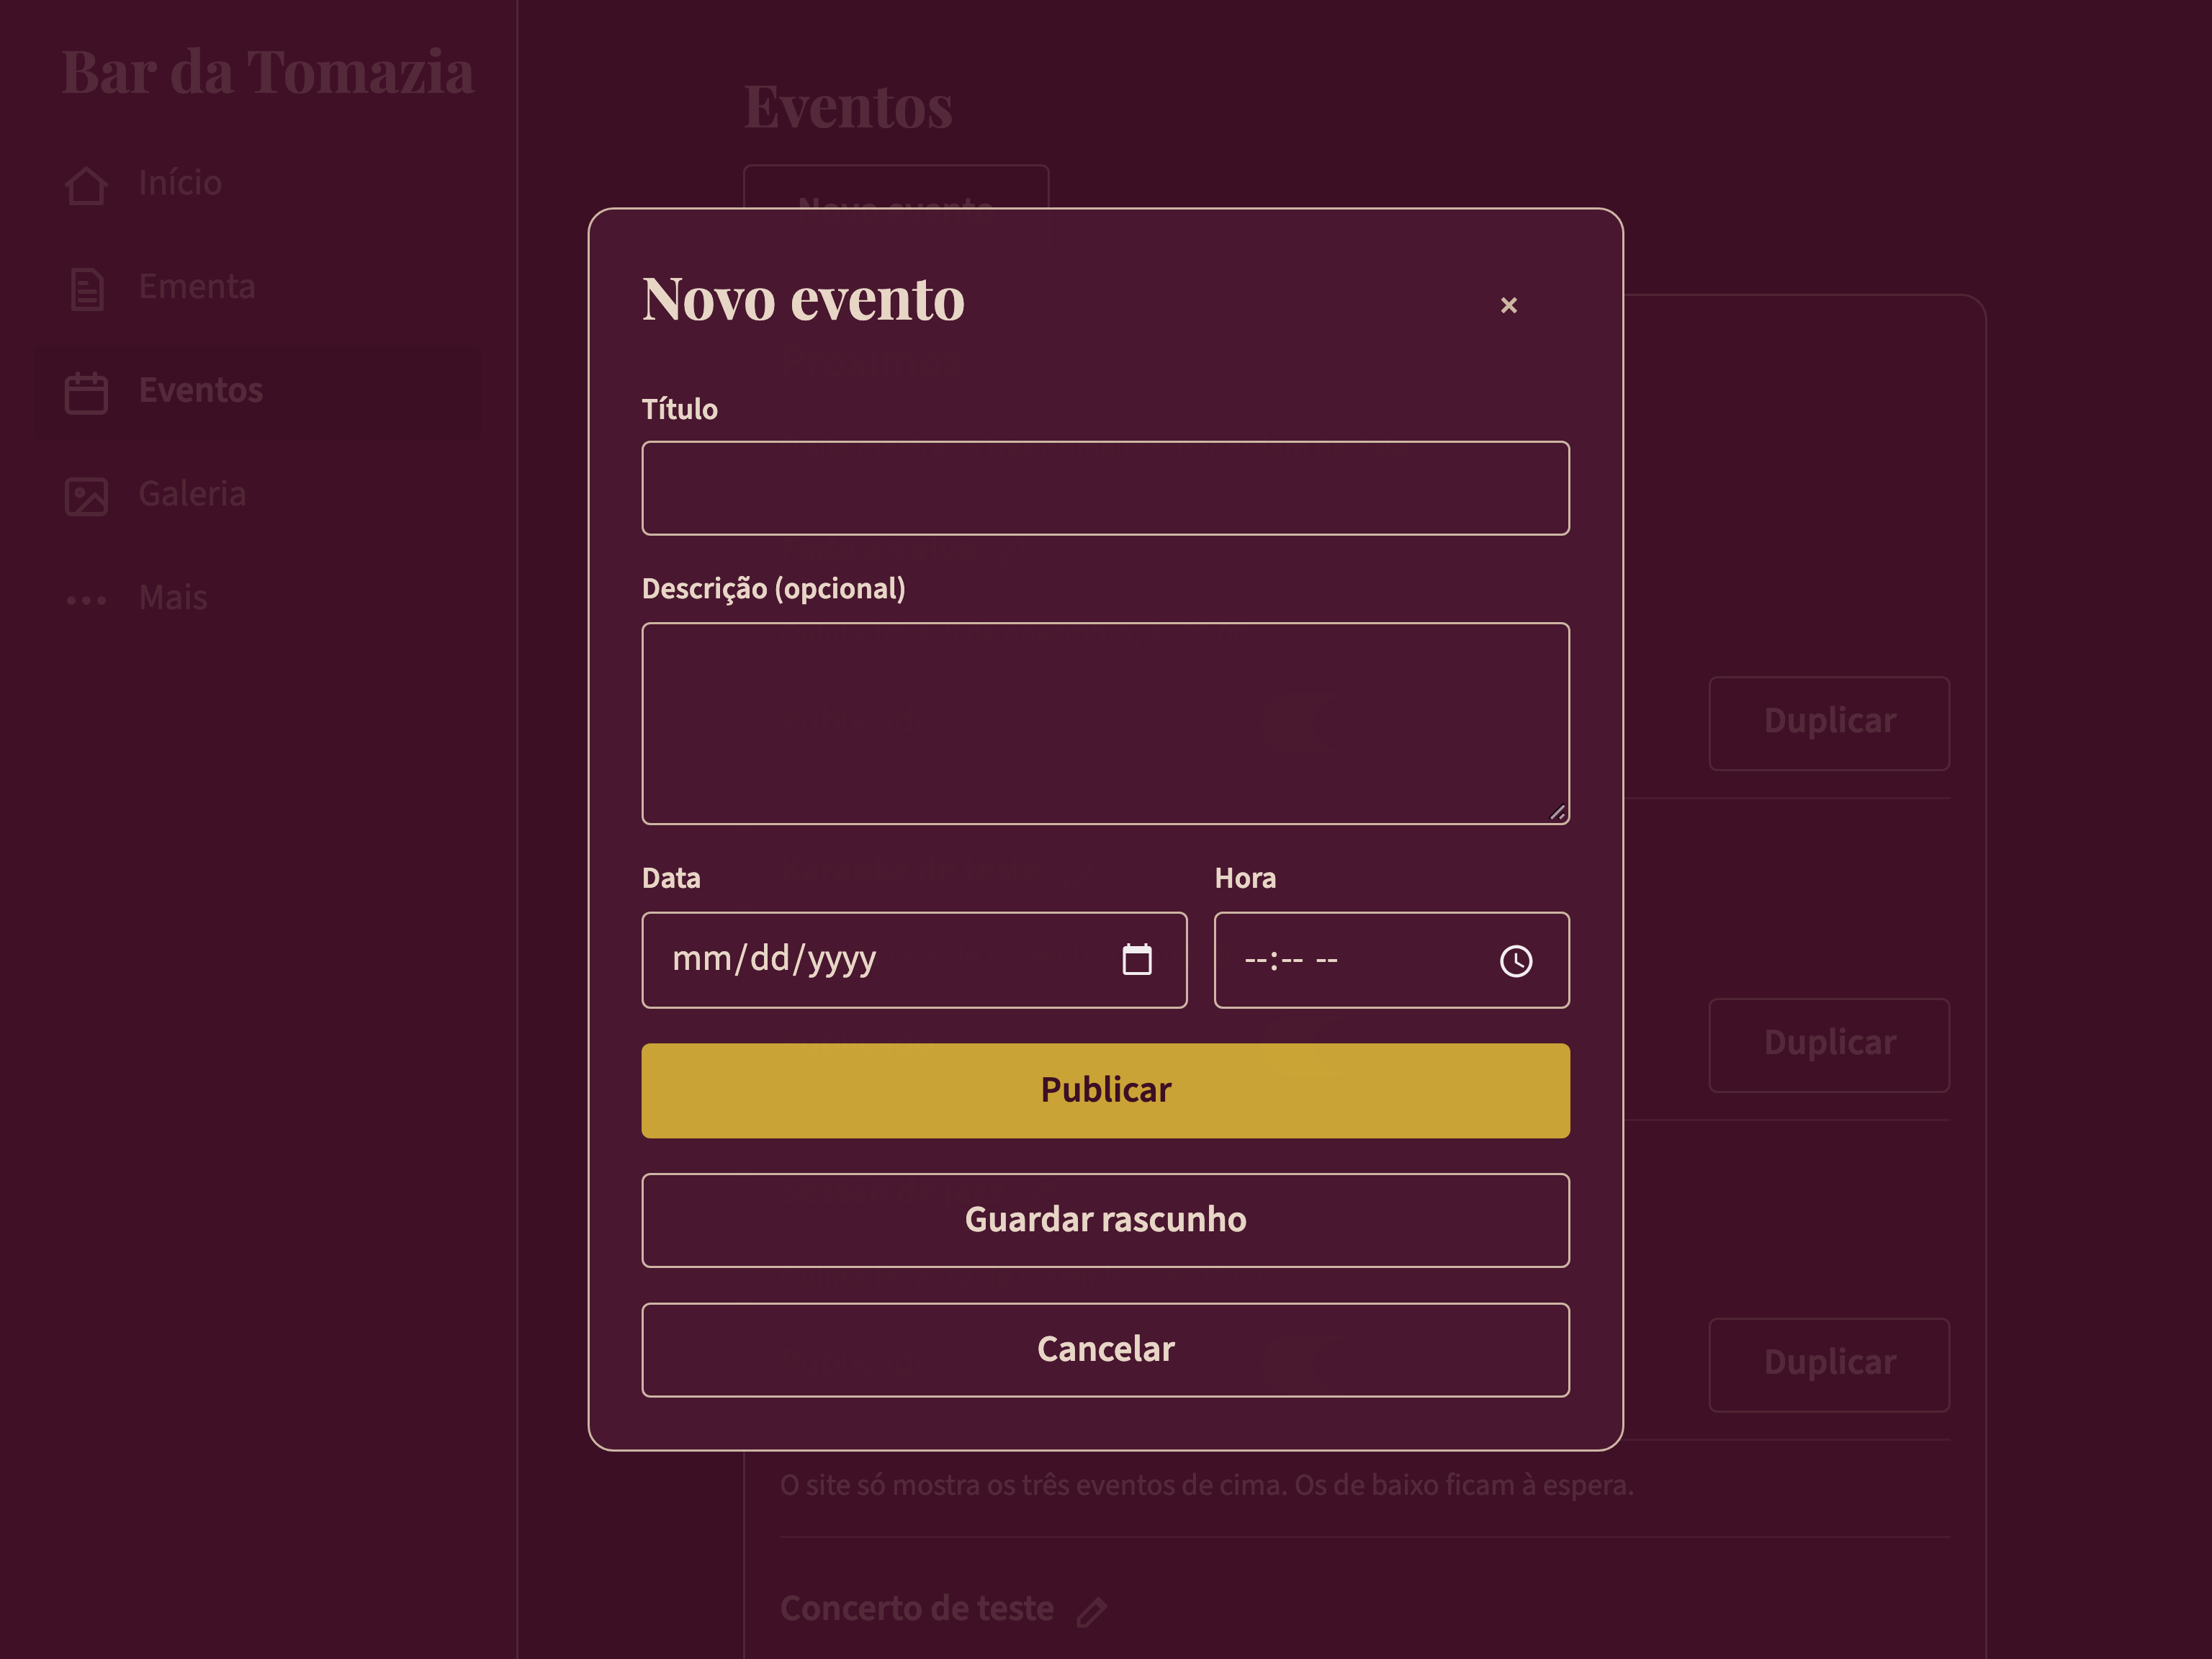 Bar da Tomazia
Início
Ementa
Eventos
Galeria
Mais
Eventos
Novo evento
Novo evento
×
Título
Descrição (opcional)
Data
Hora
mm/dd/yyyy
--:-- --
Publicar
Guardar rascunho
Cancelar
Duplicar
Duplicar
Duplicar
O site só mostra os três eventos de cima. Os de baixo ficam à espera.
Concerto de teste